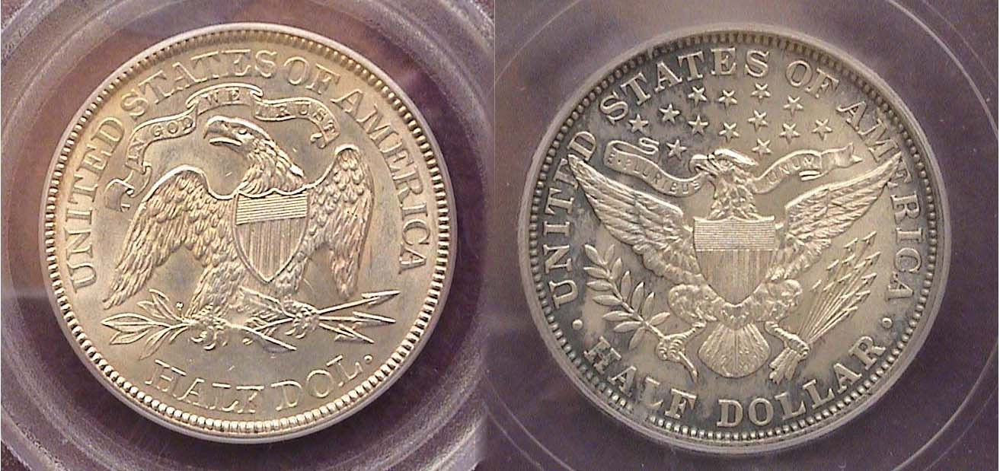 UNITED STATES OF AMERICA
IN GOD WE TRUST
HALF DOL.
UNITED STATES OF AMERICA
E·PLURIBUS UNUM
· HALF DOLLAR ·